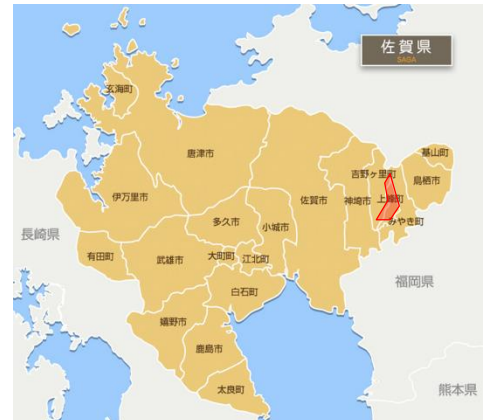 佐賀県
SAGA
玄海町
基山町
唐津市
吉野ヶ里町
鳥栖市
伊万里市
佐賀市
神埼市
上峰町
多久市
小城市
みやき町
長崎県
有田町
武雄市
大町町
江北町
福岡県
白石町
嬉野市
鹿島市
太良町
熊本県